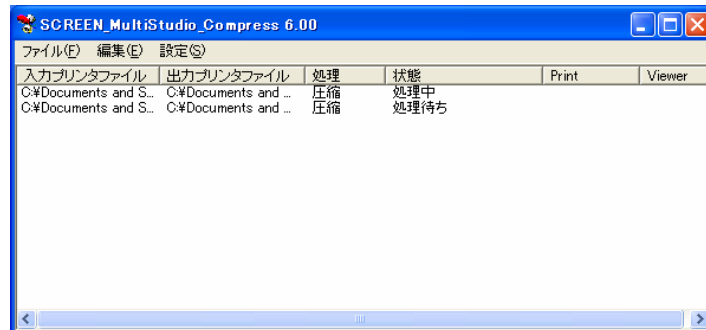 SCREEN_MultiStudio_Compress 6.00
ファイル(F) 編集(E) 設定(S)
入力プリンタファイル 出力プリンタファイル 処理 状態 Print Viewer
C:¥Documents and S... C:¥Documents and ... 圧縮 処理中
C:¥Documents and S... C:¥Documents and ... 圧縮 処理待ち